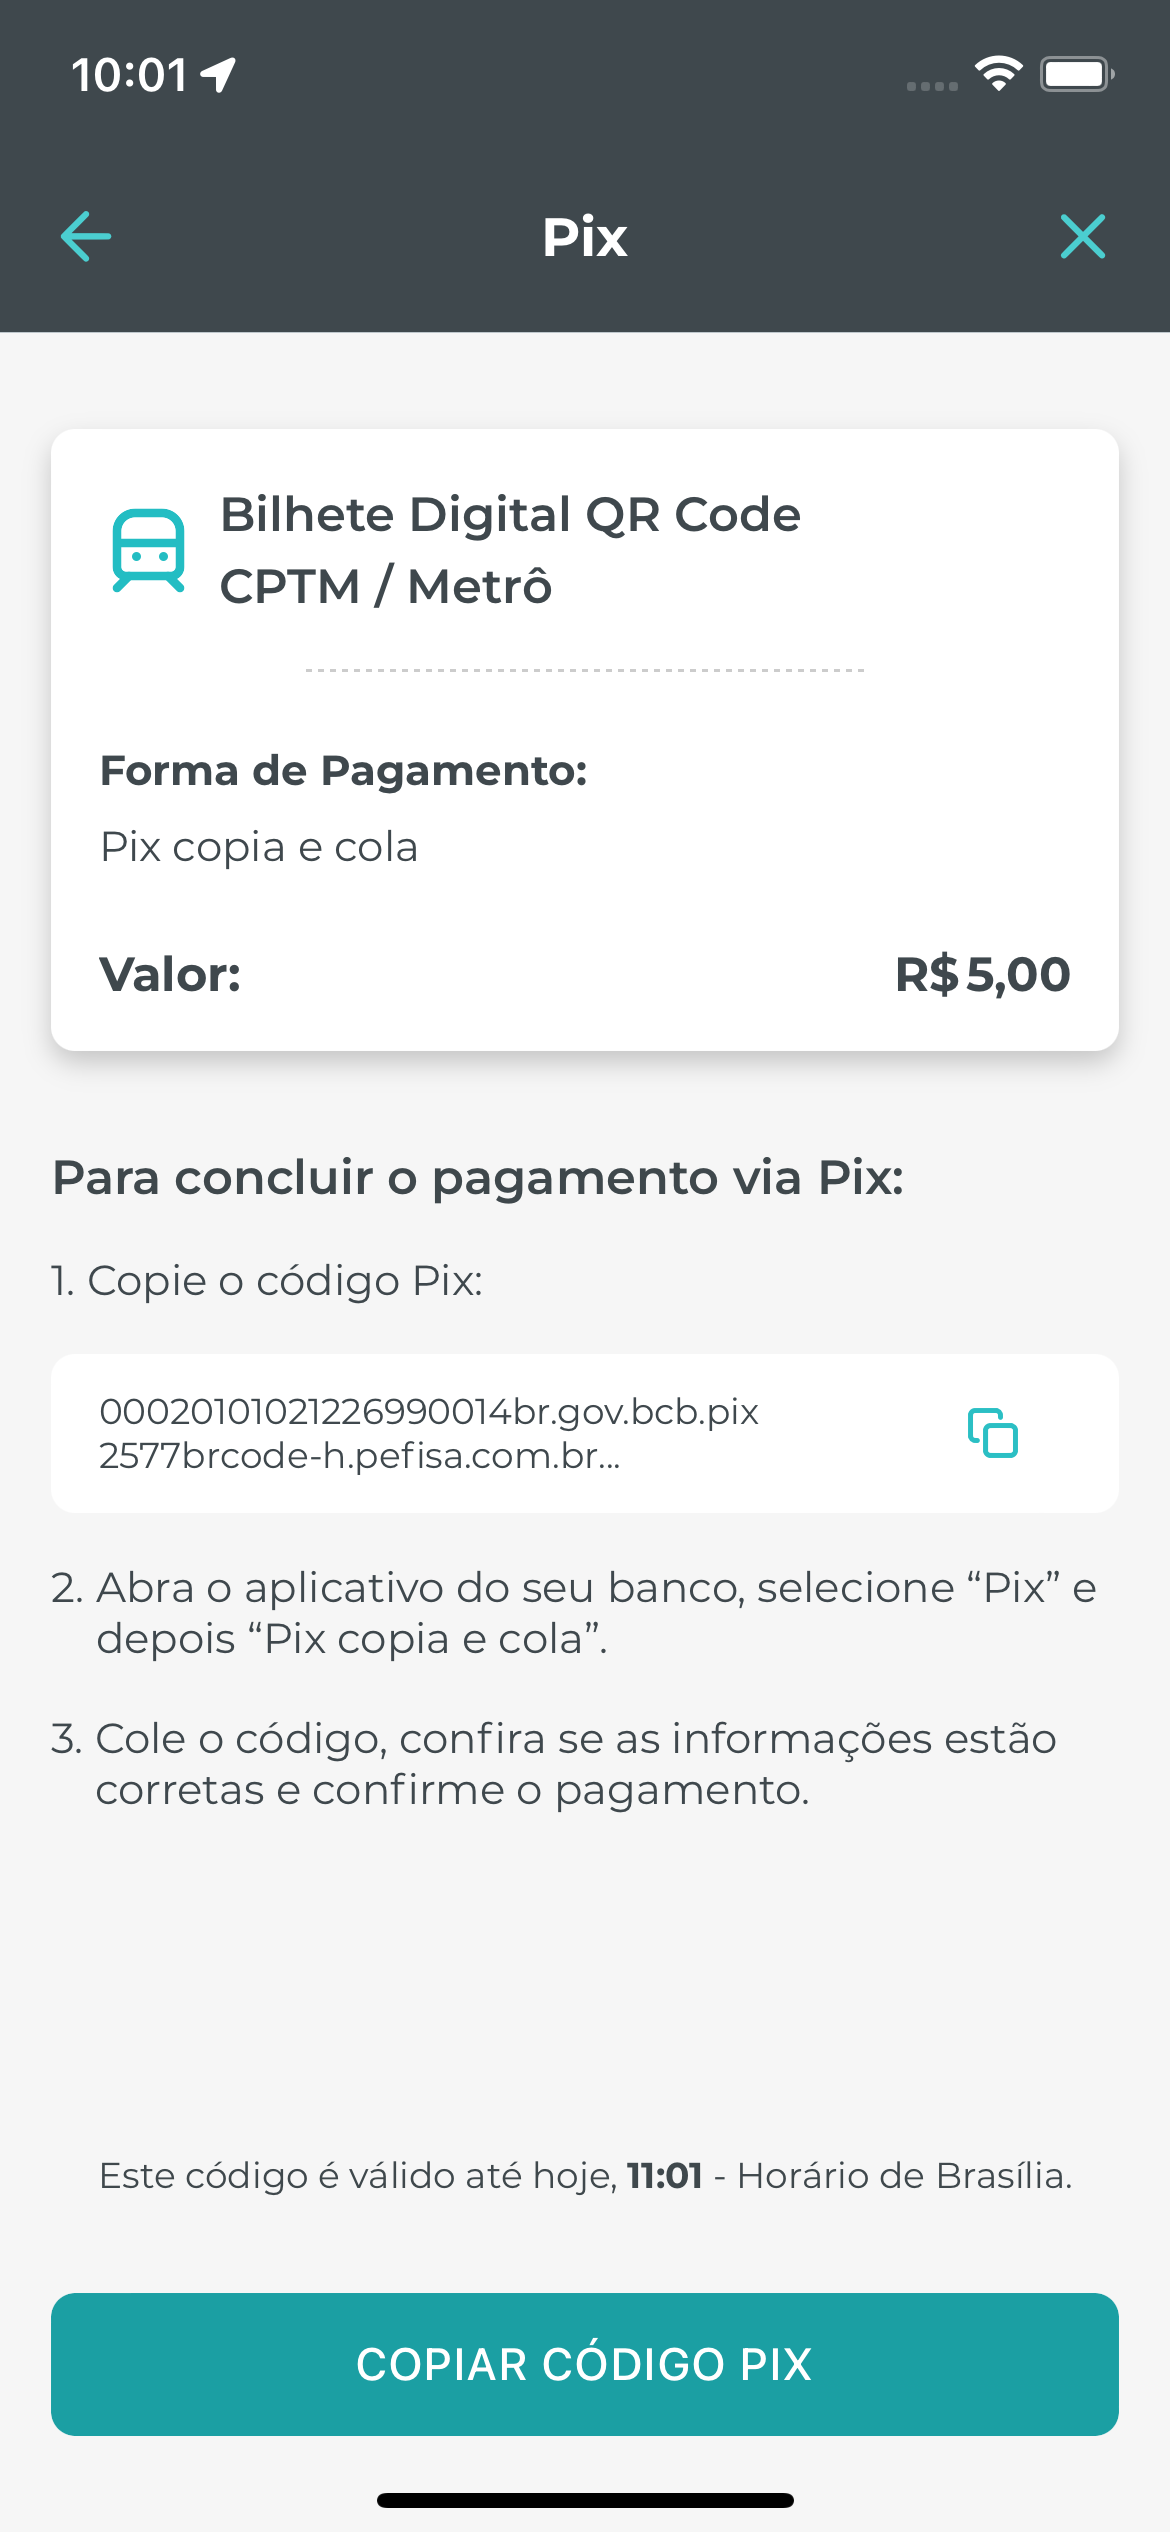 10:01
Pix
Bilhete Digital QR Code
CPTM / Metrô
Forma de Pagamento:
Pix copia e cola
Valor: R$ 5,00
Para concluir o pagamento via Pix:
1. Copie o código Pix:
00020101021226990014br.gov.bcb.pix
2577brcode-h.pefisa.com.br...
2. Abra o aplicativo do seu banco, selecione “Pix” e
depois “Pix copia e cola”.
3. Cole o código, confira se as informações estão
corretas e confirme o pagamento.
Este código é válido até hoje, 11:01 - Horário de Brasília.
COPIAR CÓDIGO PIX